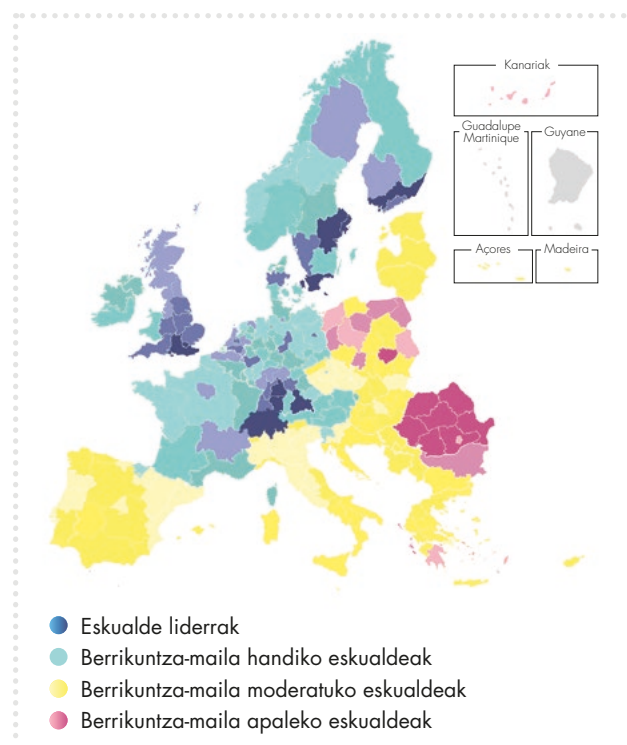 Kanariak
Guadalupe
Martinique
Guyane
Açores
Madeira
Eskualde liderrak
Berrikuntza-maila handiko eskualdeak
Berrikuntza-maila moderatuko eskualdeak
Berrikuntza-maila apaleko eskualdeak